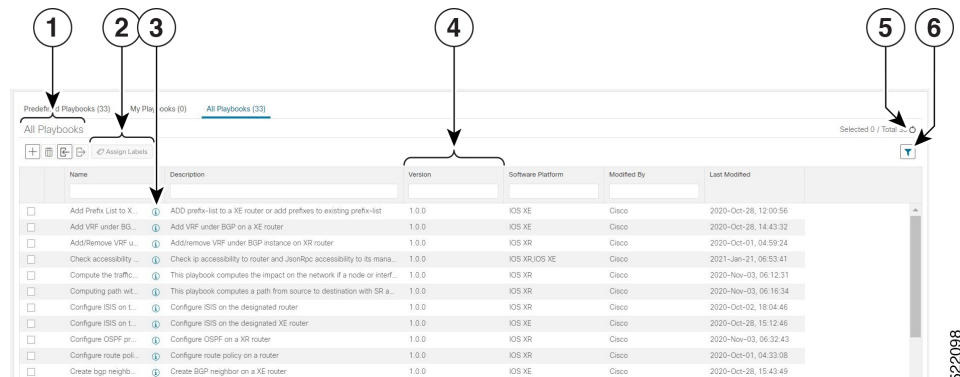 1 2 3 4 5 6
Predefined Playbooks (33) My Playbooks (0) All Playbooks (33)
All Playbooks Selected 0 / Total
Assign Labels
Name Description Version Software Platform Modified By Last Modified
Add Prefix List to X... ADD prefix-list to a XE router or add prefixes to existing prefix-list 1.0.0 IOS XE Cisco 2020-Oct-28, 12:00:56
Add VRF under BG... Add VRF under BGP on a XE router 1.0.0 IOS XE Cisco 2020-Oct-28, 14:43:32
Add/Remove VRF u... Add/remove VRF under BGP instance on XR router 1.0.0 IOS XR Cisco 2020-Oct-01, 04:59:24
Check accessibility ... Check ip accessibility to router and JsonRpc accessibility to its mana... 1.0.0 IOS XR,IOS XE Cisco 2021-Jan-21, 06:53:41
Compute the traffic... This playbook computes the impact on the network if a node or interf... 1.0.0 IOS XR Cisco 2020-Nov-03, 06:12:31
Computing path wit... This playbook computes a path from source to destination with SR a... 1.0.0 IOS XR Cisco 2020-Nov-03, 06:16:34
Configure ISIS on t... Configure ISIS on the designated router 1.0.0 IOS XR Cisco 2020-Oct-02, 18:04:46
Configure ISIS on t... Configure ISIS on the designated XE router 1.0.0 IOS XE Cisco 2020-Oct-28, 15:12:46
Configure OSPF pr... Configure OSPF on a XR router 1.0.0 IOS XR Cisco 2020-Nov-03, 06:32:43
Configure route poli... Configure route policy on a router 1.0.0 IOS XR Cisco 2020-Oct-01, 04:33:08
Create bgp neighb... Create BGP neighbor on a XE router 1.0.0 IOS XE Cisco 2020-Oct-28, 15:43:49
522098